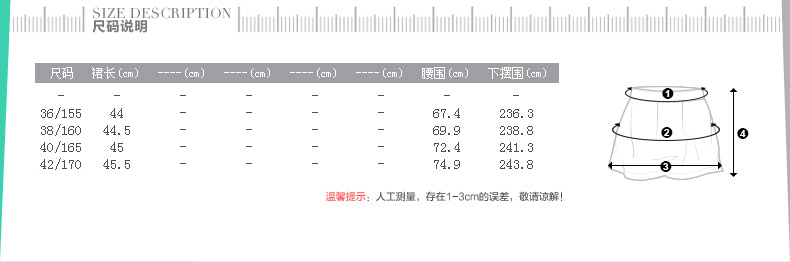 SIZE DESCRIPTION
尺码说明
尺码 裙长(cm) ----(cm) ----(cm) ----(cm) ----(cm) 腰围(cm) 下摆围(cm)
- - - - - - - -
36/155 44 - - - - 67.4 236.3
38/160 44.5 - - - - 69.9 238.8
40/165 45 - - - - 72.4 241.3
42/170 45.5 - - - - 74.9 243.8
温馨提示：人工测量，存在1-3cm的误差，敬请谅解！
1
2
4
3